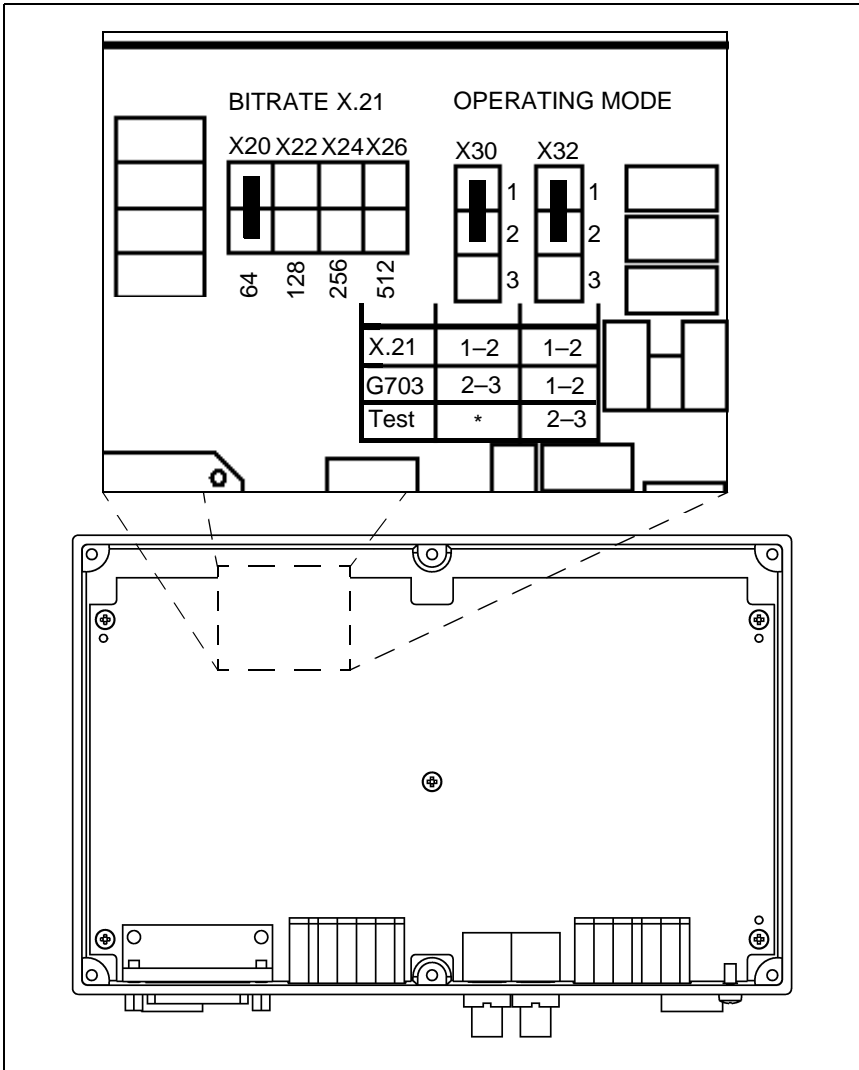 BITRATE X.21 OPERATING MODE
X20 X22 X24 X26 X30 X32
1 1
2 2
3 3
64 128 256 512
X.21 1–2 1–2
G703 2–3 1–2
Test * 2–3